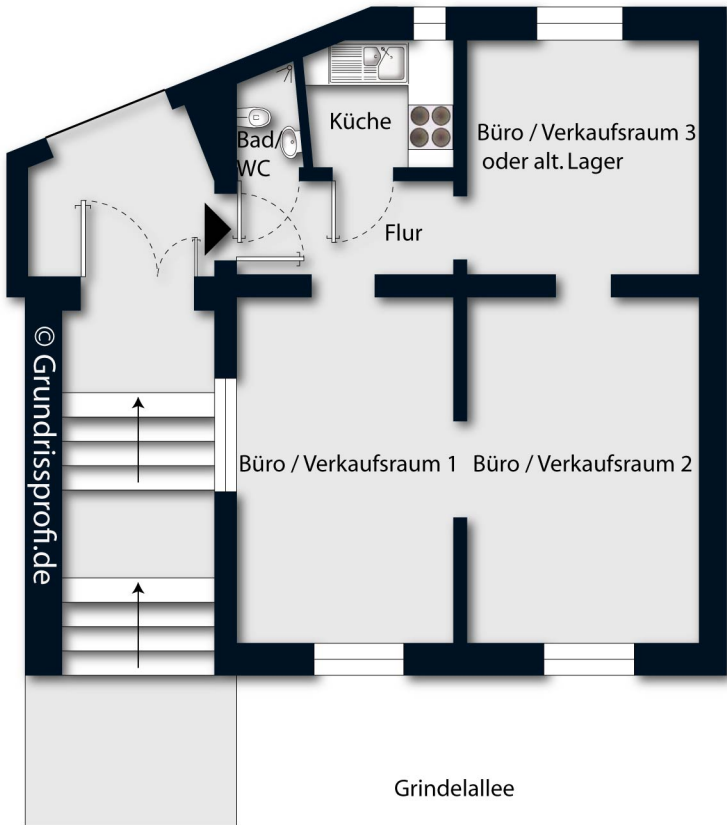 Küche
Bad/
WC
Büro / Verkaufsraum 3
oder alt. Lager
Flur
© Grundrissprofi.de
Büro / Verkaufsraum 1
Büro / Verkaufsraum 2
Grindelallee